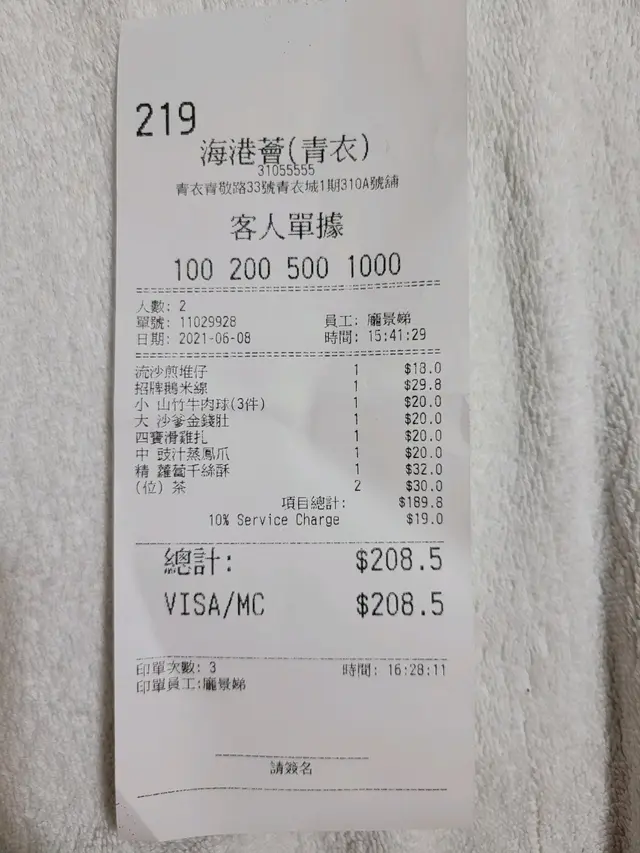 219
海港薈(青衣)
31055555
青衣青敬路33號青衣城1期310A號舖
客人單據
100 200 500 1000
人數: 2
單號: 11029928 員工: 龐景娣
日期: 2021-06-08 時間: 15:41:29
流沙煎堆仔 1 $18.0
招牌鵝米線 1 $29.8
小 山竹牛肉球(3件) 1 $20.0
大 沙爹金錢肚 1 $20.0
四寶滑雞扎 1 $20.0
中 豉汁蒸鳳爪 1 $20.0
精 蘿蔔千絲酥 1 $32.0
(位) 茶 2 $30.0
項目總計: $189.8
10% Service Charge $19.0
總計: $208.5
VISA/MC $208.5
印單次數: 3 時間: 16:28:11
印單員工:龐景娣
請簽名